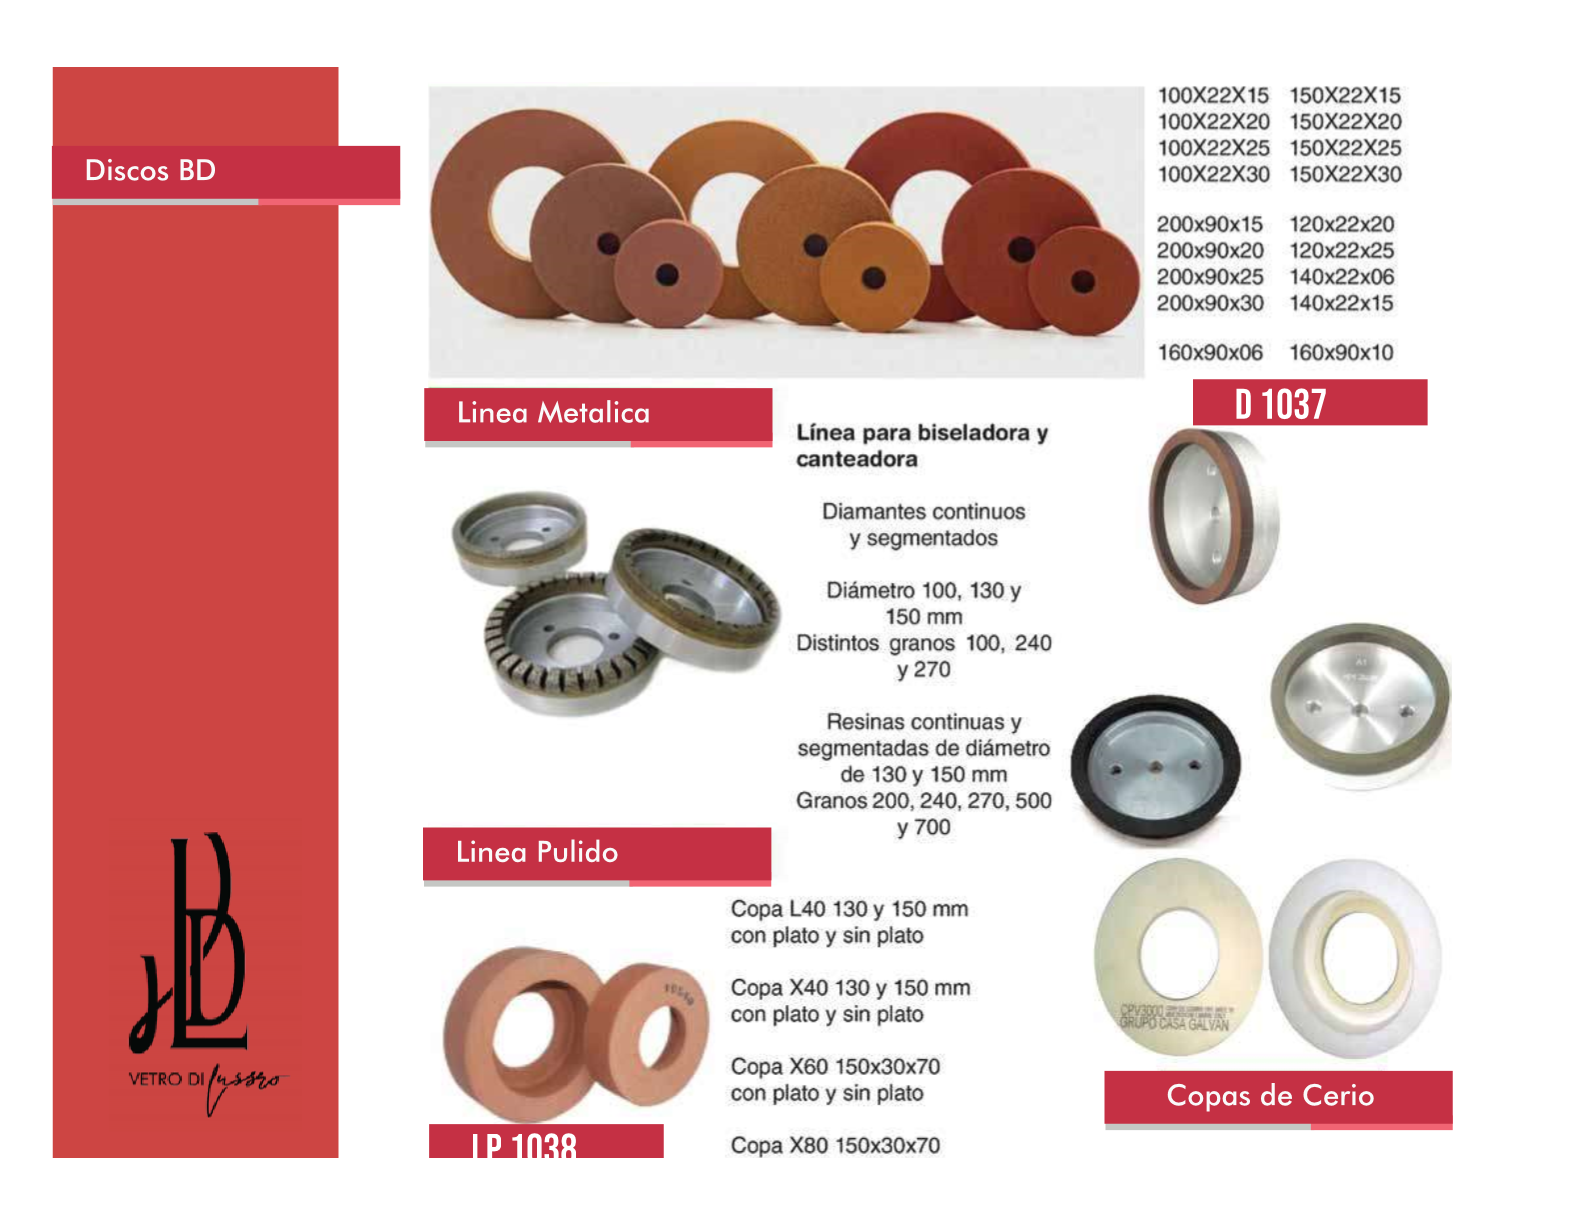 Discos BD
100X22X15 150X22X15
100X22X20 150X22X20
100X22X25 150X22X25
100X22X30 150X22X30
200x90x15 120x22x20
200x90x20 120x22x25
200x90x25 140x22x06
200x90x30 140x22x15
160x90x06 160x90x10
D 1037
Linea Metalica
Línea para biseladora y
canteadora
Diamantes continuos
y segmentados
Diámetro 100, 130 y
150 mm
Distintos granos 100, 240
y 270
Resinas continuas y
segmentadas de diámetro
de 130 y 150 mm
Granos 200, 240, 270, 500
y 700
A1
Linea Pulido
Copa L40 130 y 150 mm
con plato y sin plato
Copa X40 130 y 150 mm
con plato y sin plato
Copa X60 150x30x70
con plato y sin plato
Copa X80 150x30x70
LP 1038
CPV3000
GRUPO CASA GALVAN
Copas de Cerio
BDL
VETRO DI Lussro